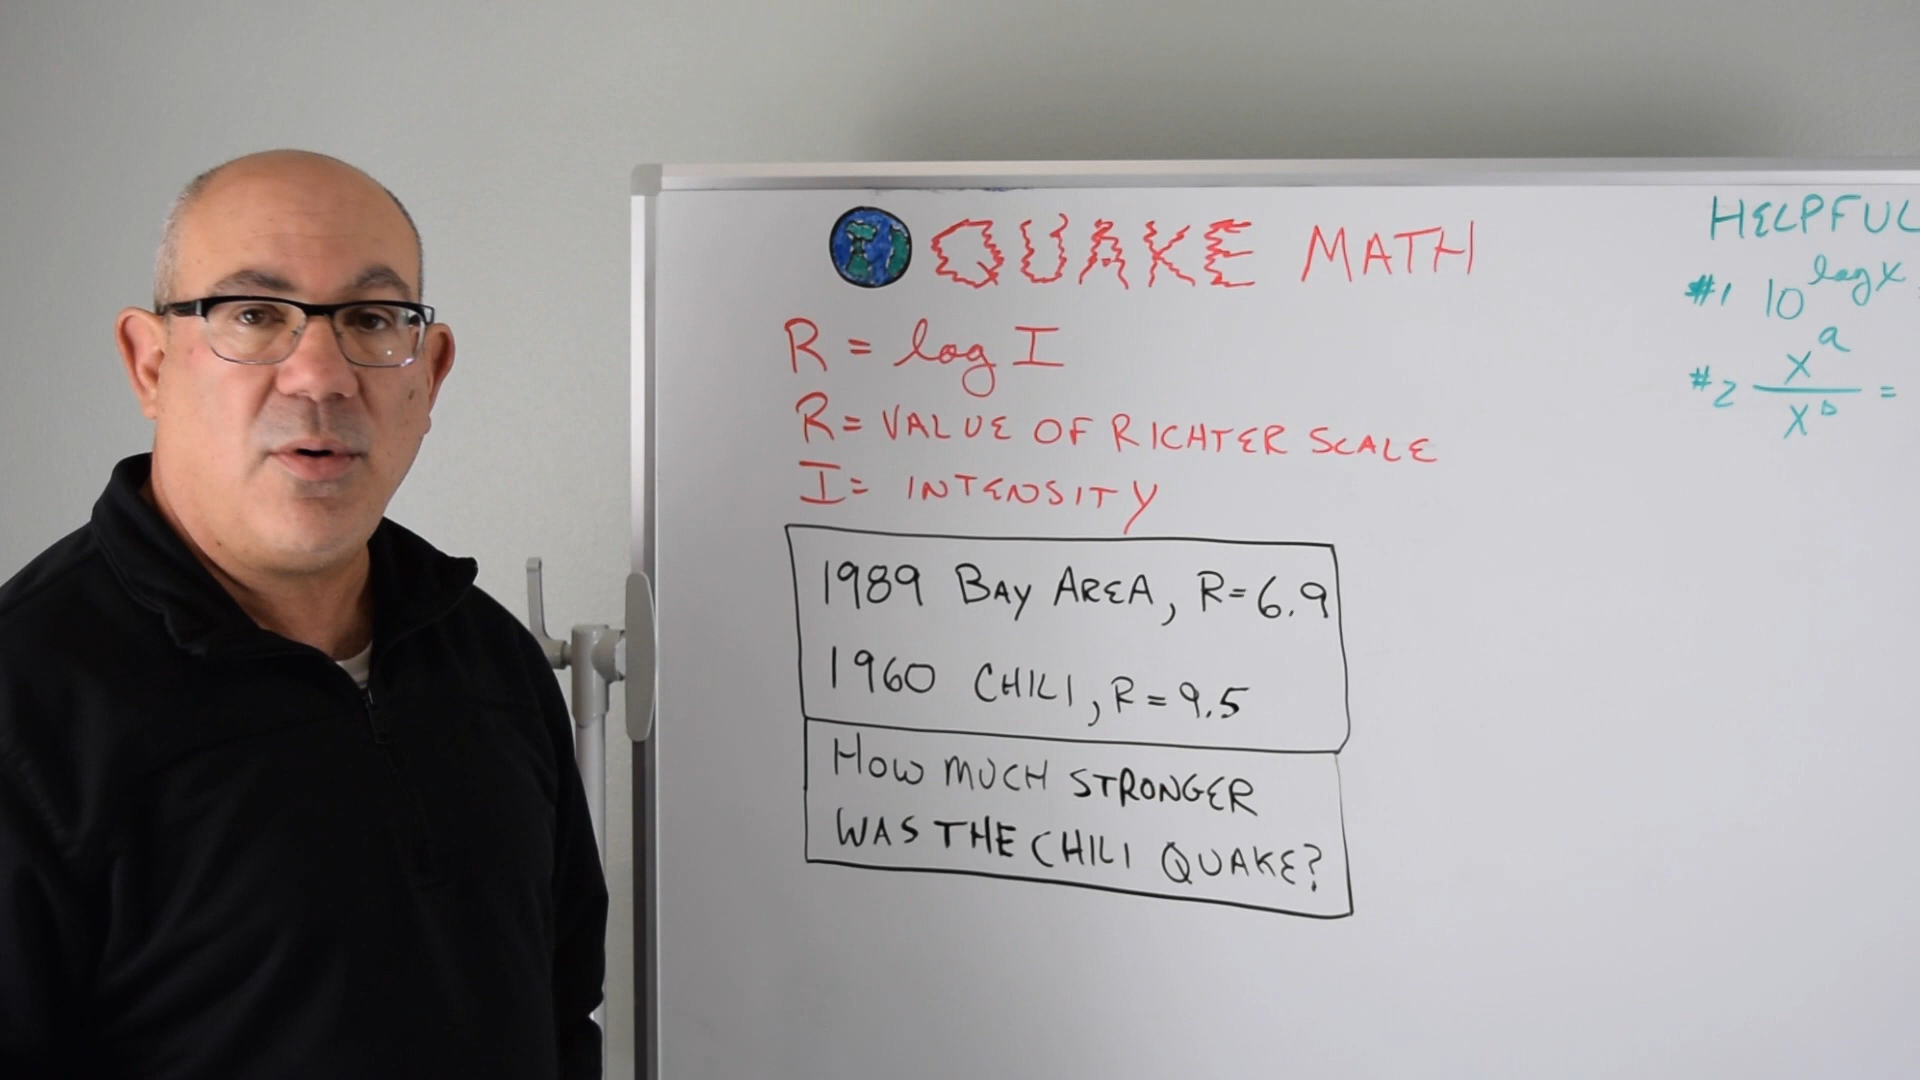 QUAKE MATH
R = log I
R = VALUE OF RICHTER SCALE
I = INTENSITY
1989 BAY AREA, R=6.9
1960 CHILI, R=9.5
HOW MUCH STRONGER
WAS THE CHILI QUAKE?
HELPFUL
#1 10^log x
#2 x^a / x^b =